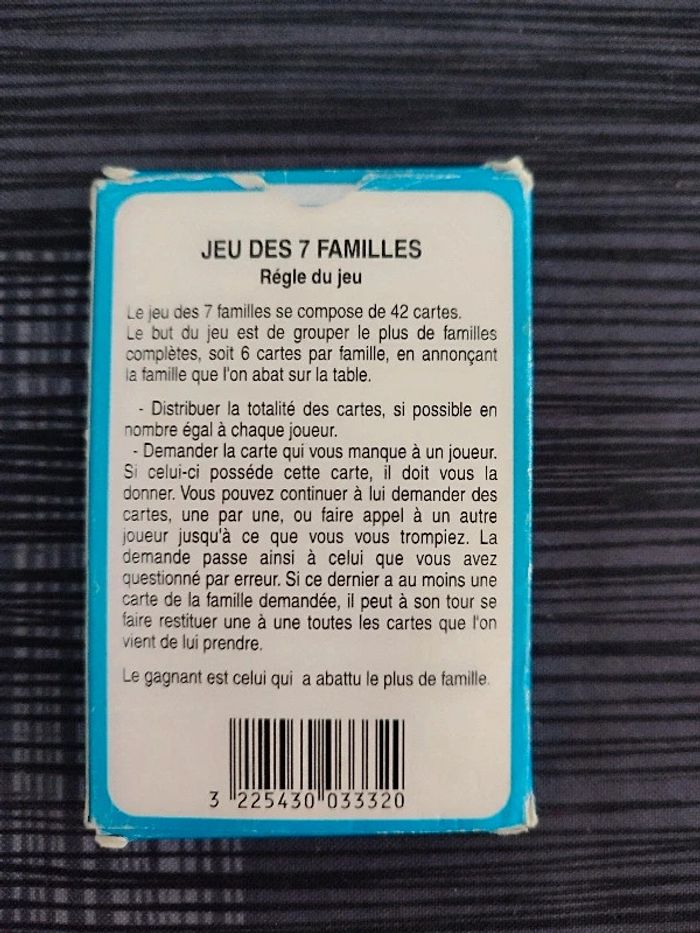 JEU DES 7 FAMILLES
Régle du jeu
Le jeu des 7 familles se compose de 42 cartes.
Le but du jeu est de grouper le plus de familles
complètes, soit 6 cartes par famille, en annonçant
la famille que l'on abat sur la table.
- Distribuer la totalité des cartes, si possible en
nombre égal à chaque joueur.
- Demander la carte qui vous manque à un joueur.
Si celui-ci posséde cette carte, il doit vous la
donner. Vous pouvez continuer à lui demander des
cartes, une par une, ou faire appel à un autre
joueur jusqu'à ce que vous vous trompiez. La
demande passe ainsi à celui que vous avez
questionné par erreur. Si ce dernier a au moins une
carte de la famille demandée, il peut à son tour se
faire restituer une à une toutes les cartes que l'on
vient de lui prendre.
Le gagnant est celui qui a abattu le plus de famille.
3 225430 033320